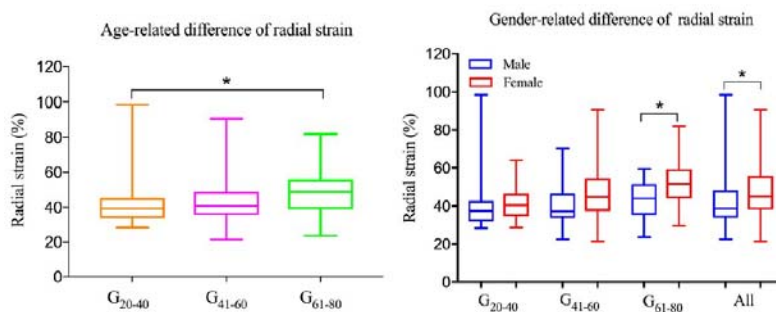 Age-related difference of radial strain
120
100
80
60
40
20
0
Radial strain (%)
*
G20-40
G41-60
G61-80
Gender-related difference of radial strain
120
100
80
60
40
20
0
Radial strain (%)
Male
Female
*
*
G20-40
G41-60
G61-80
All